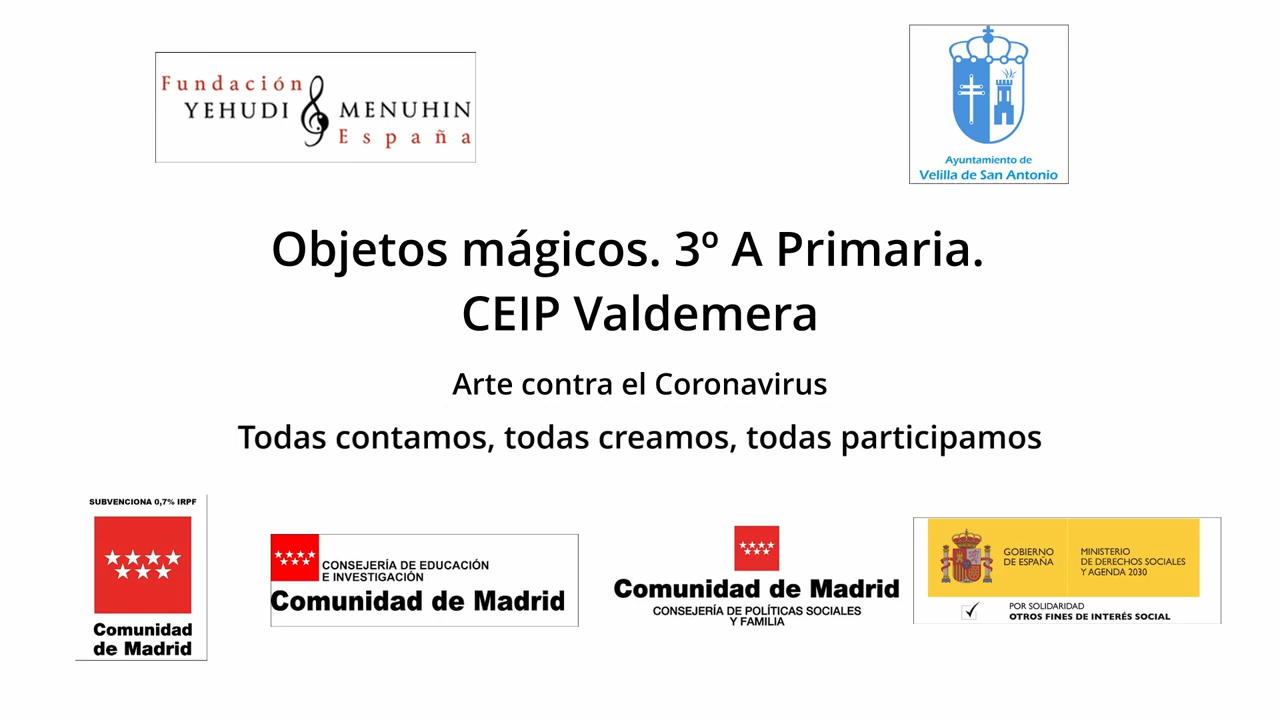 Fundación
YEHUDI MENUHIN
España
Ayuntamiento de
Velilla de San Antonio
Objetos mágicos. 3º A Primaria.
CEIP Valdemera
Arte contra el Coronavirus
Todas contamos, todas creamos, todas participamos
SUBVENCIONA 0,7% IRPF
Comunidad
de Madrid
CONSEJERÍA DE EDUCACIÓN
E INVESTIGACIÓN
Comunidad de Madrid
Comunidad de Madrid
CONSEJERÍA DE POLÍTICAS SOCIALES
Y FAMILIA
GOBIERNO
DE ESPAÑA
MINISTERIO
DE DERECHOS SOCIALES
Y AGENDA 2030
POR SOLIDARIDAD
OTROS FINES DE INTERÉS SOCIAL